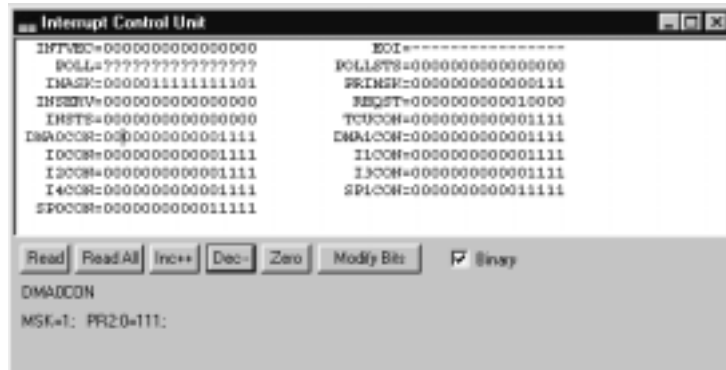 Interrupt Control Unit
INTVEC=0000000000000000 EOI=----------------
POLL=???????????????? POLLSTS=0000000000000000
IMASK=0000011111111101 PRIMSK=0000000000000111
INSERV=0000000000000000 REQST=0000000000010000
INSTS=0000000000000000 TCUCON=0000000000001111
DMA0CON=0000000000001111 DMA1CON=0000000000001111
I0CON=0000000000001111 I1CON=0000000000001111
I2CON=0000000000001111 I3CON=0000000000001111
I4CON=0000000000001111 SP1CON=0000000000011111
SP0CON=0000000000011111
Read Read All Inc++ Dec-- Zero Modify Bits Binary
DMA0CON
MSK=1; PR2:0=111;